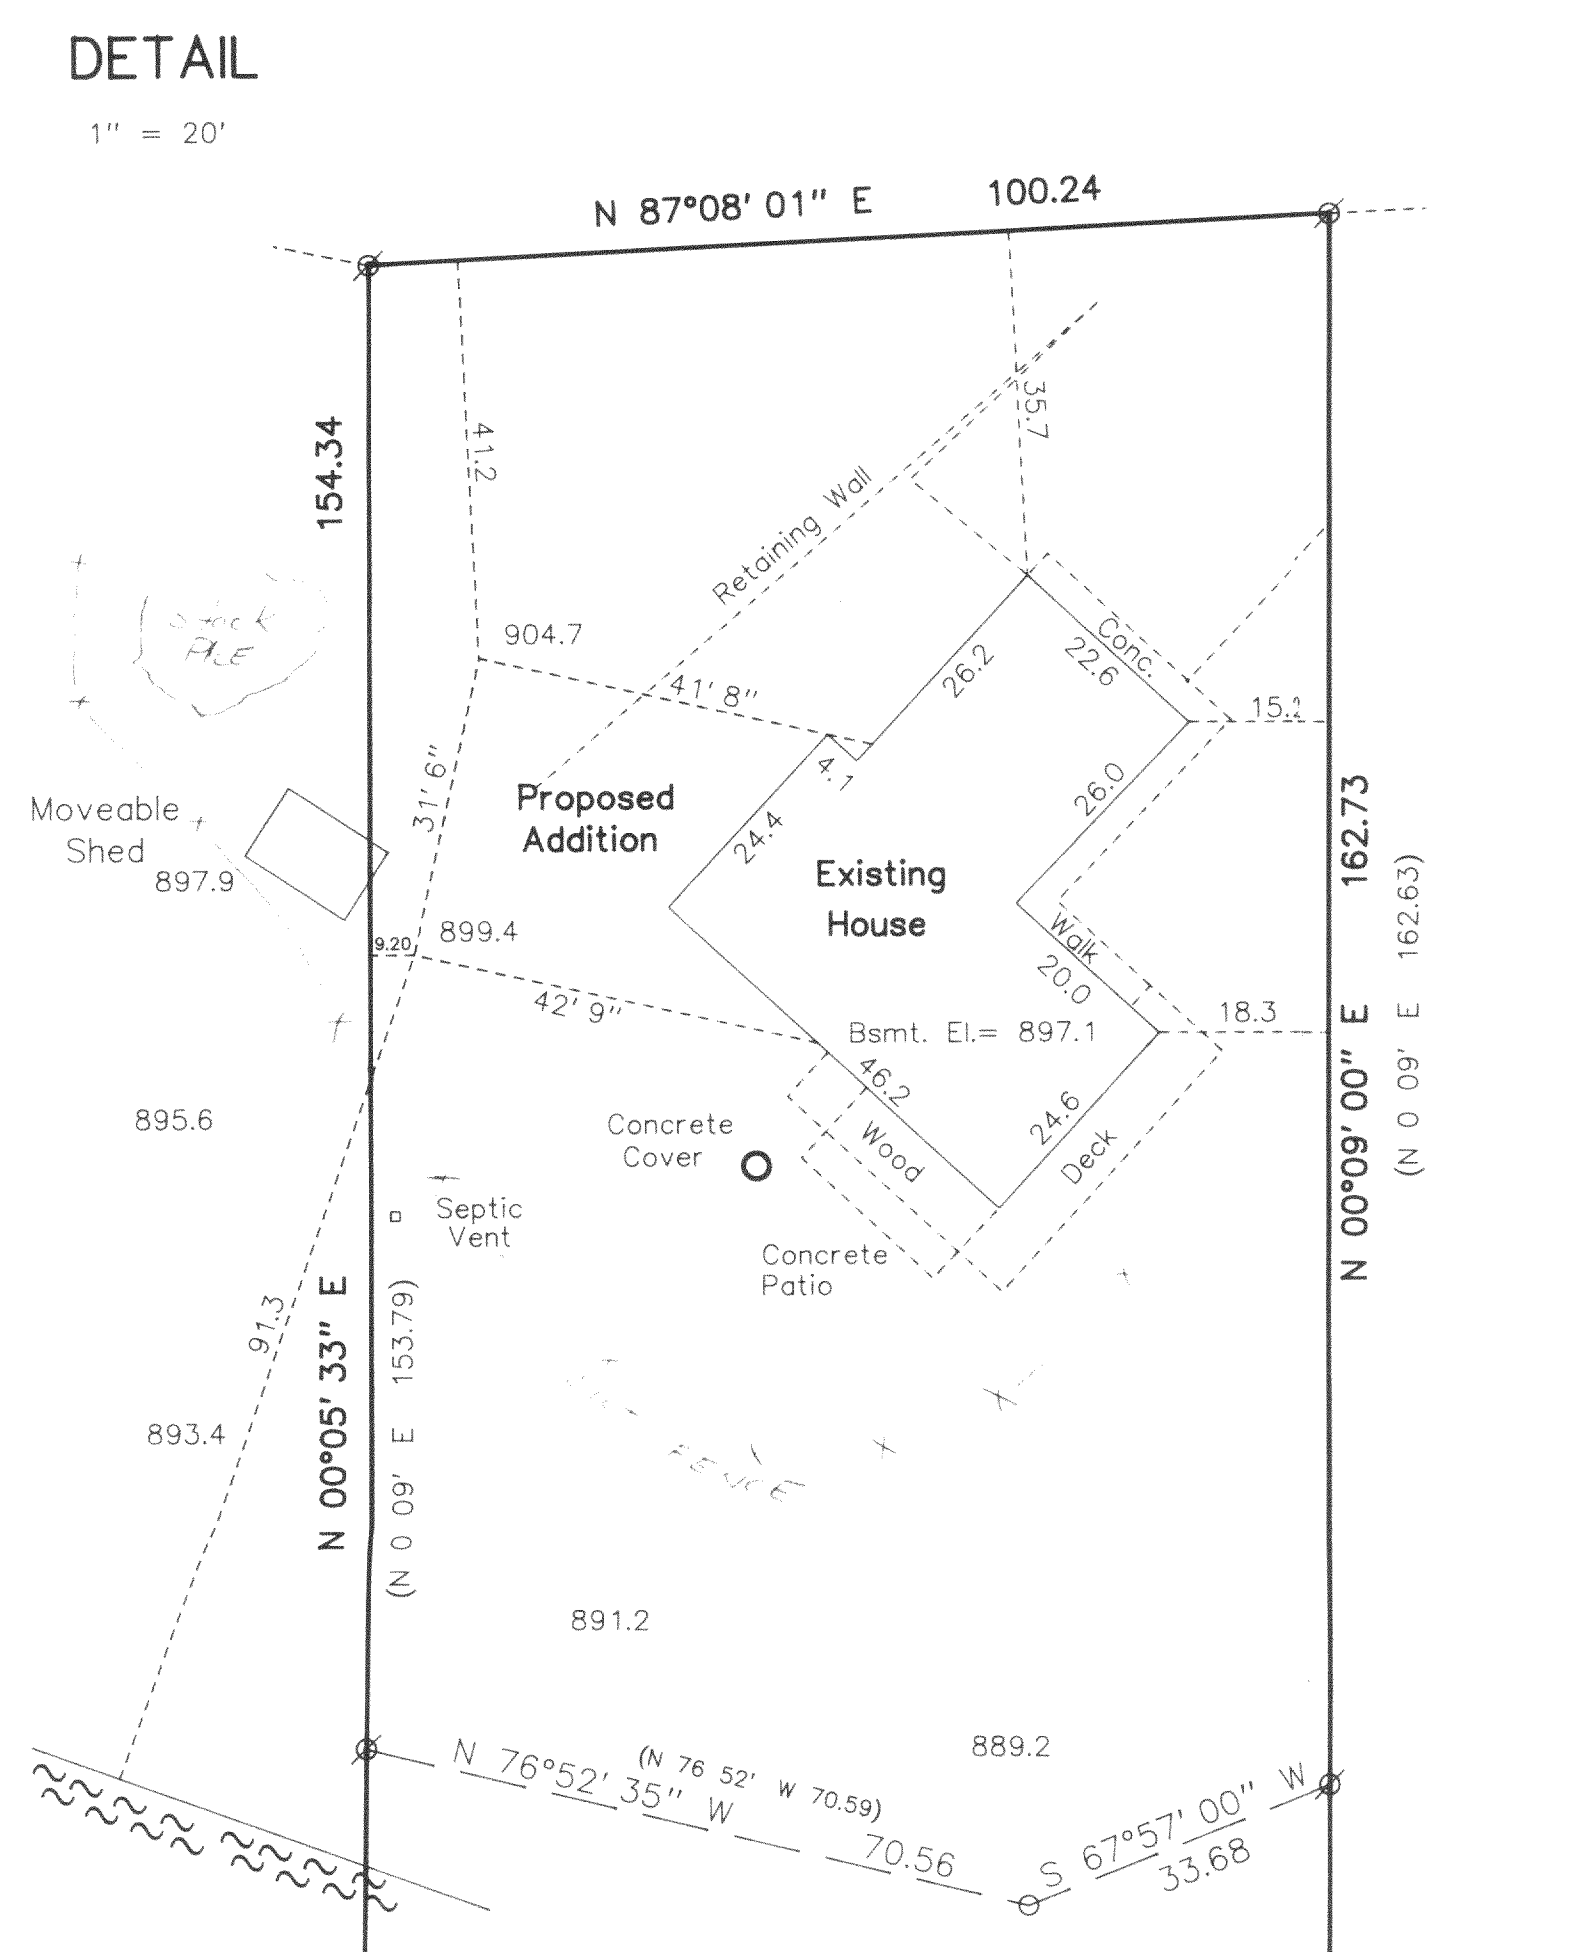 DETAIL
1" = 20'
N 87°08' 01" E 100.24
154.34
41.2
35.7
Retaining Wall
Stock
PILE
904.7
41' 8"
26.2
Conc.
22.6
15.2
31' 6"
4.1
Moveable
Shed
897.9
Proposed
Addition
24.4
26.0
162.73
Existing
House
9.20
899.4
Walk
20.0
42' 9"
18.3
Bsmt. El.= 897.1
N 00°09' 00" E
(N 0 09' E 162.63)
46.2
24.6
895.6
Concrete
Cover
Wood
Deck
Septic
Vent
Concrete
Patio
91.3
N 00°05' 33" E
(N 0 09' E 153.79)
893.4
FENCE
891.2
889.2
(N 76 52' W 70.59)
N 76°52' 35" W
70.56
S 67°57' 00" W
33.68